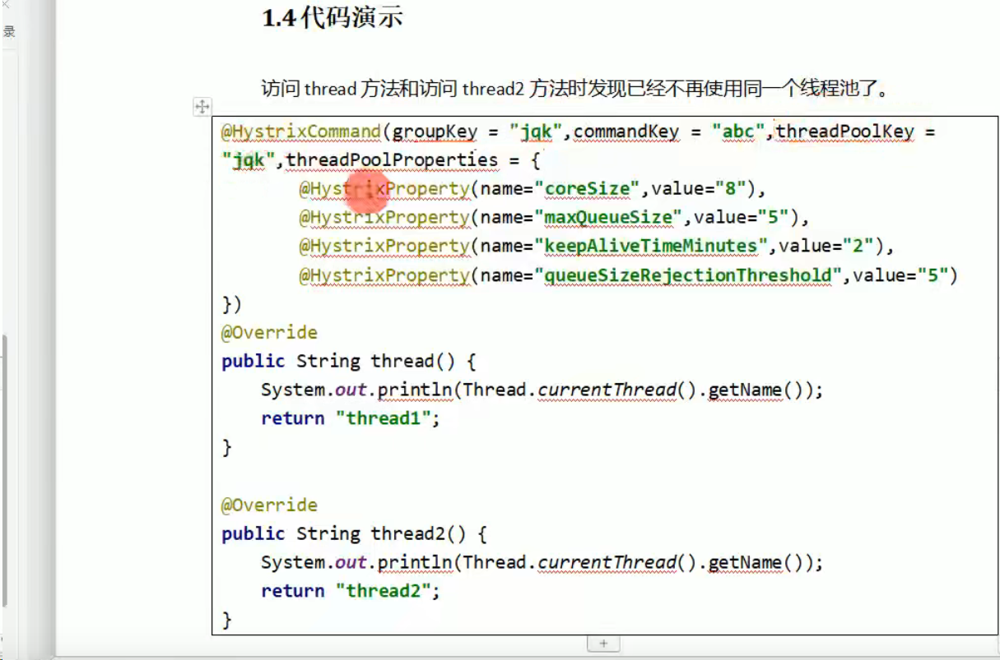 录
1.4代码演示
访问 thread 方法和访问 thread2 方法时发现已经不再使用同一个线程池了。
@HystrixCommand(groupKey = "jqk",commandKey = "abc",threadPoolKey =
"jqk",threadPoolProperties = {
@HystrixProperty(name="coreSize",value="8"),
@HystrixProperty(name="maxQueueSize",value="5"),
@HystrixProperty(name="keepAliveTimeMinutes",value="2"),
@HystrixProperty(name="queueSizeRejectionThreshold",value="5")
})
@Override
public String thread() {
System.out.println(Thread.currentThread().getName());
return "thread1";
}
@Override
public String thread2() {
System.out.println(Thread.currentThread().getName());
return "thread2";
}